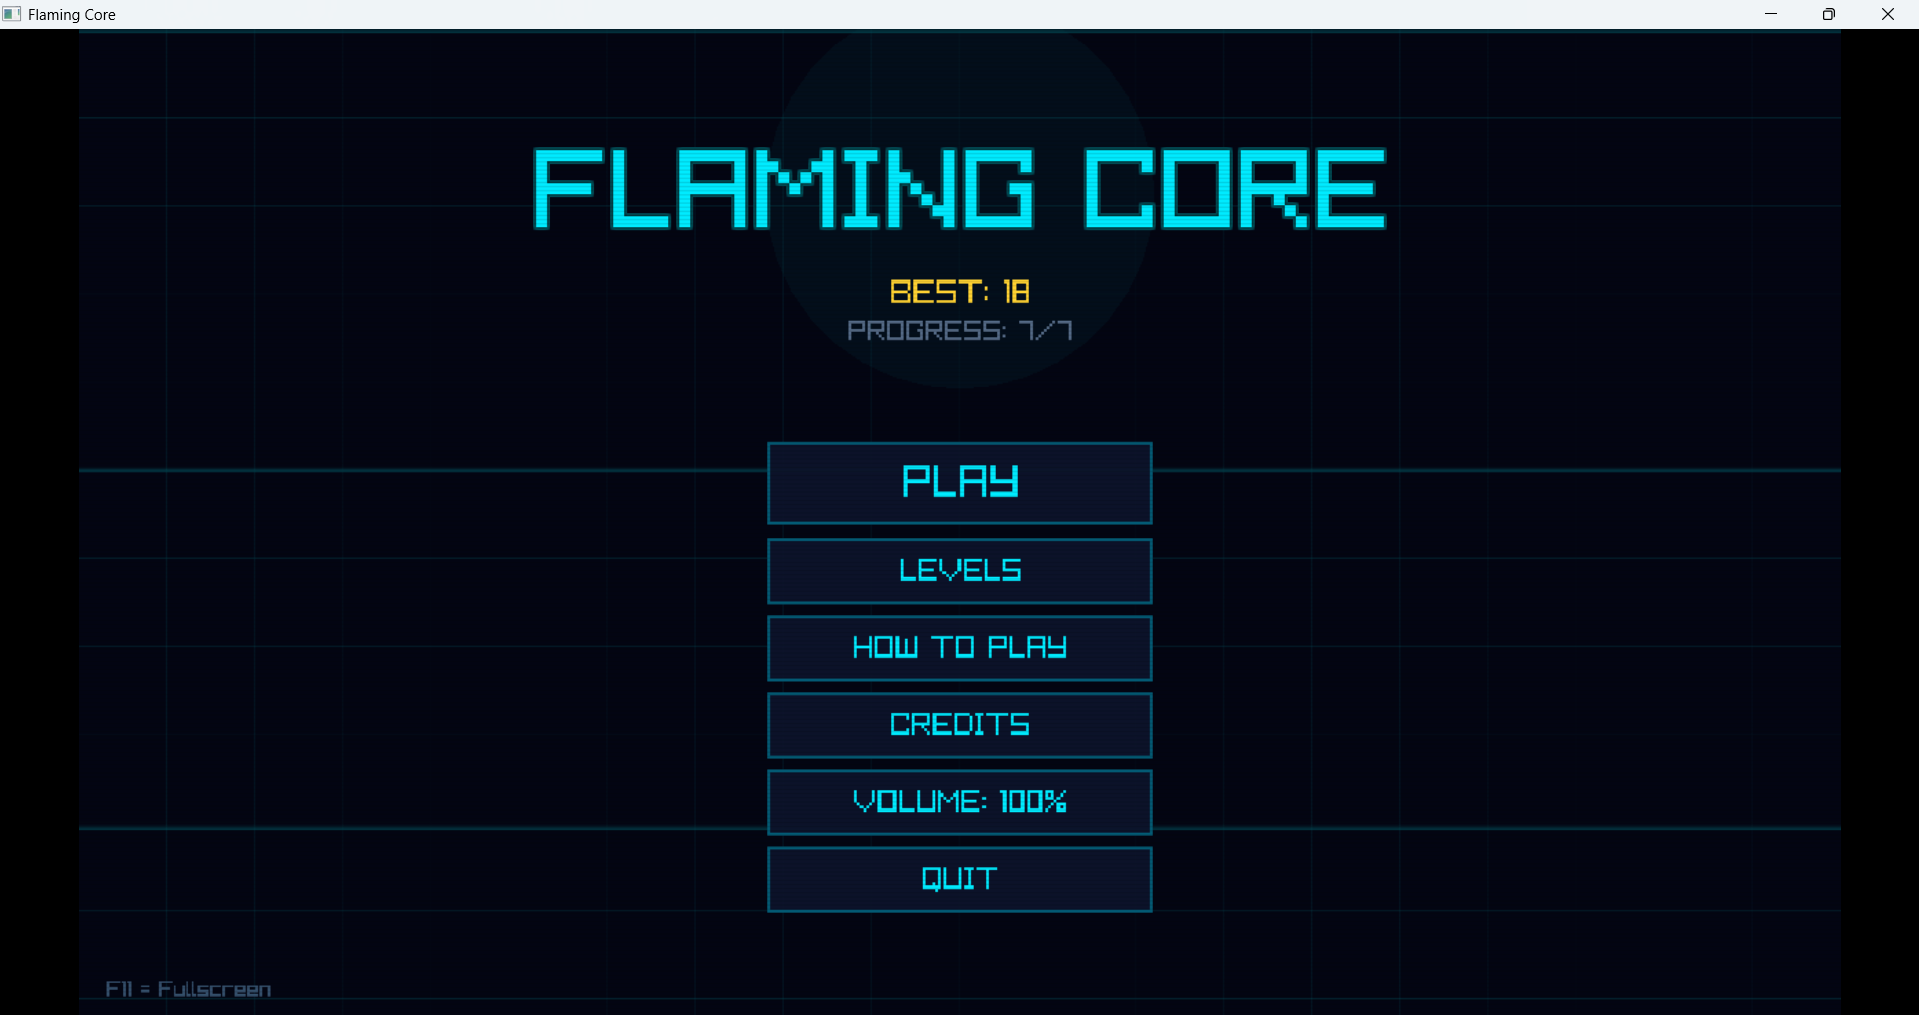 Flaming Core
FLAMING CORE
BEST: 18
PROGRESS: 7/7
PLAY
LEVELS
HOW TO PLAY
CREDITS
VOLUME: 100%
QUIT
F11 = Fullscreen